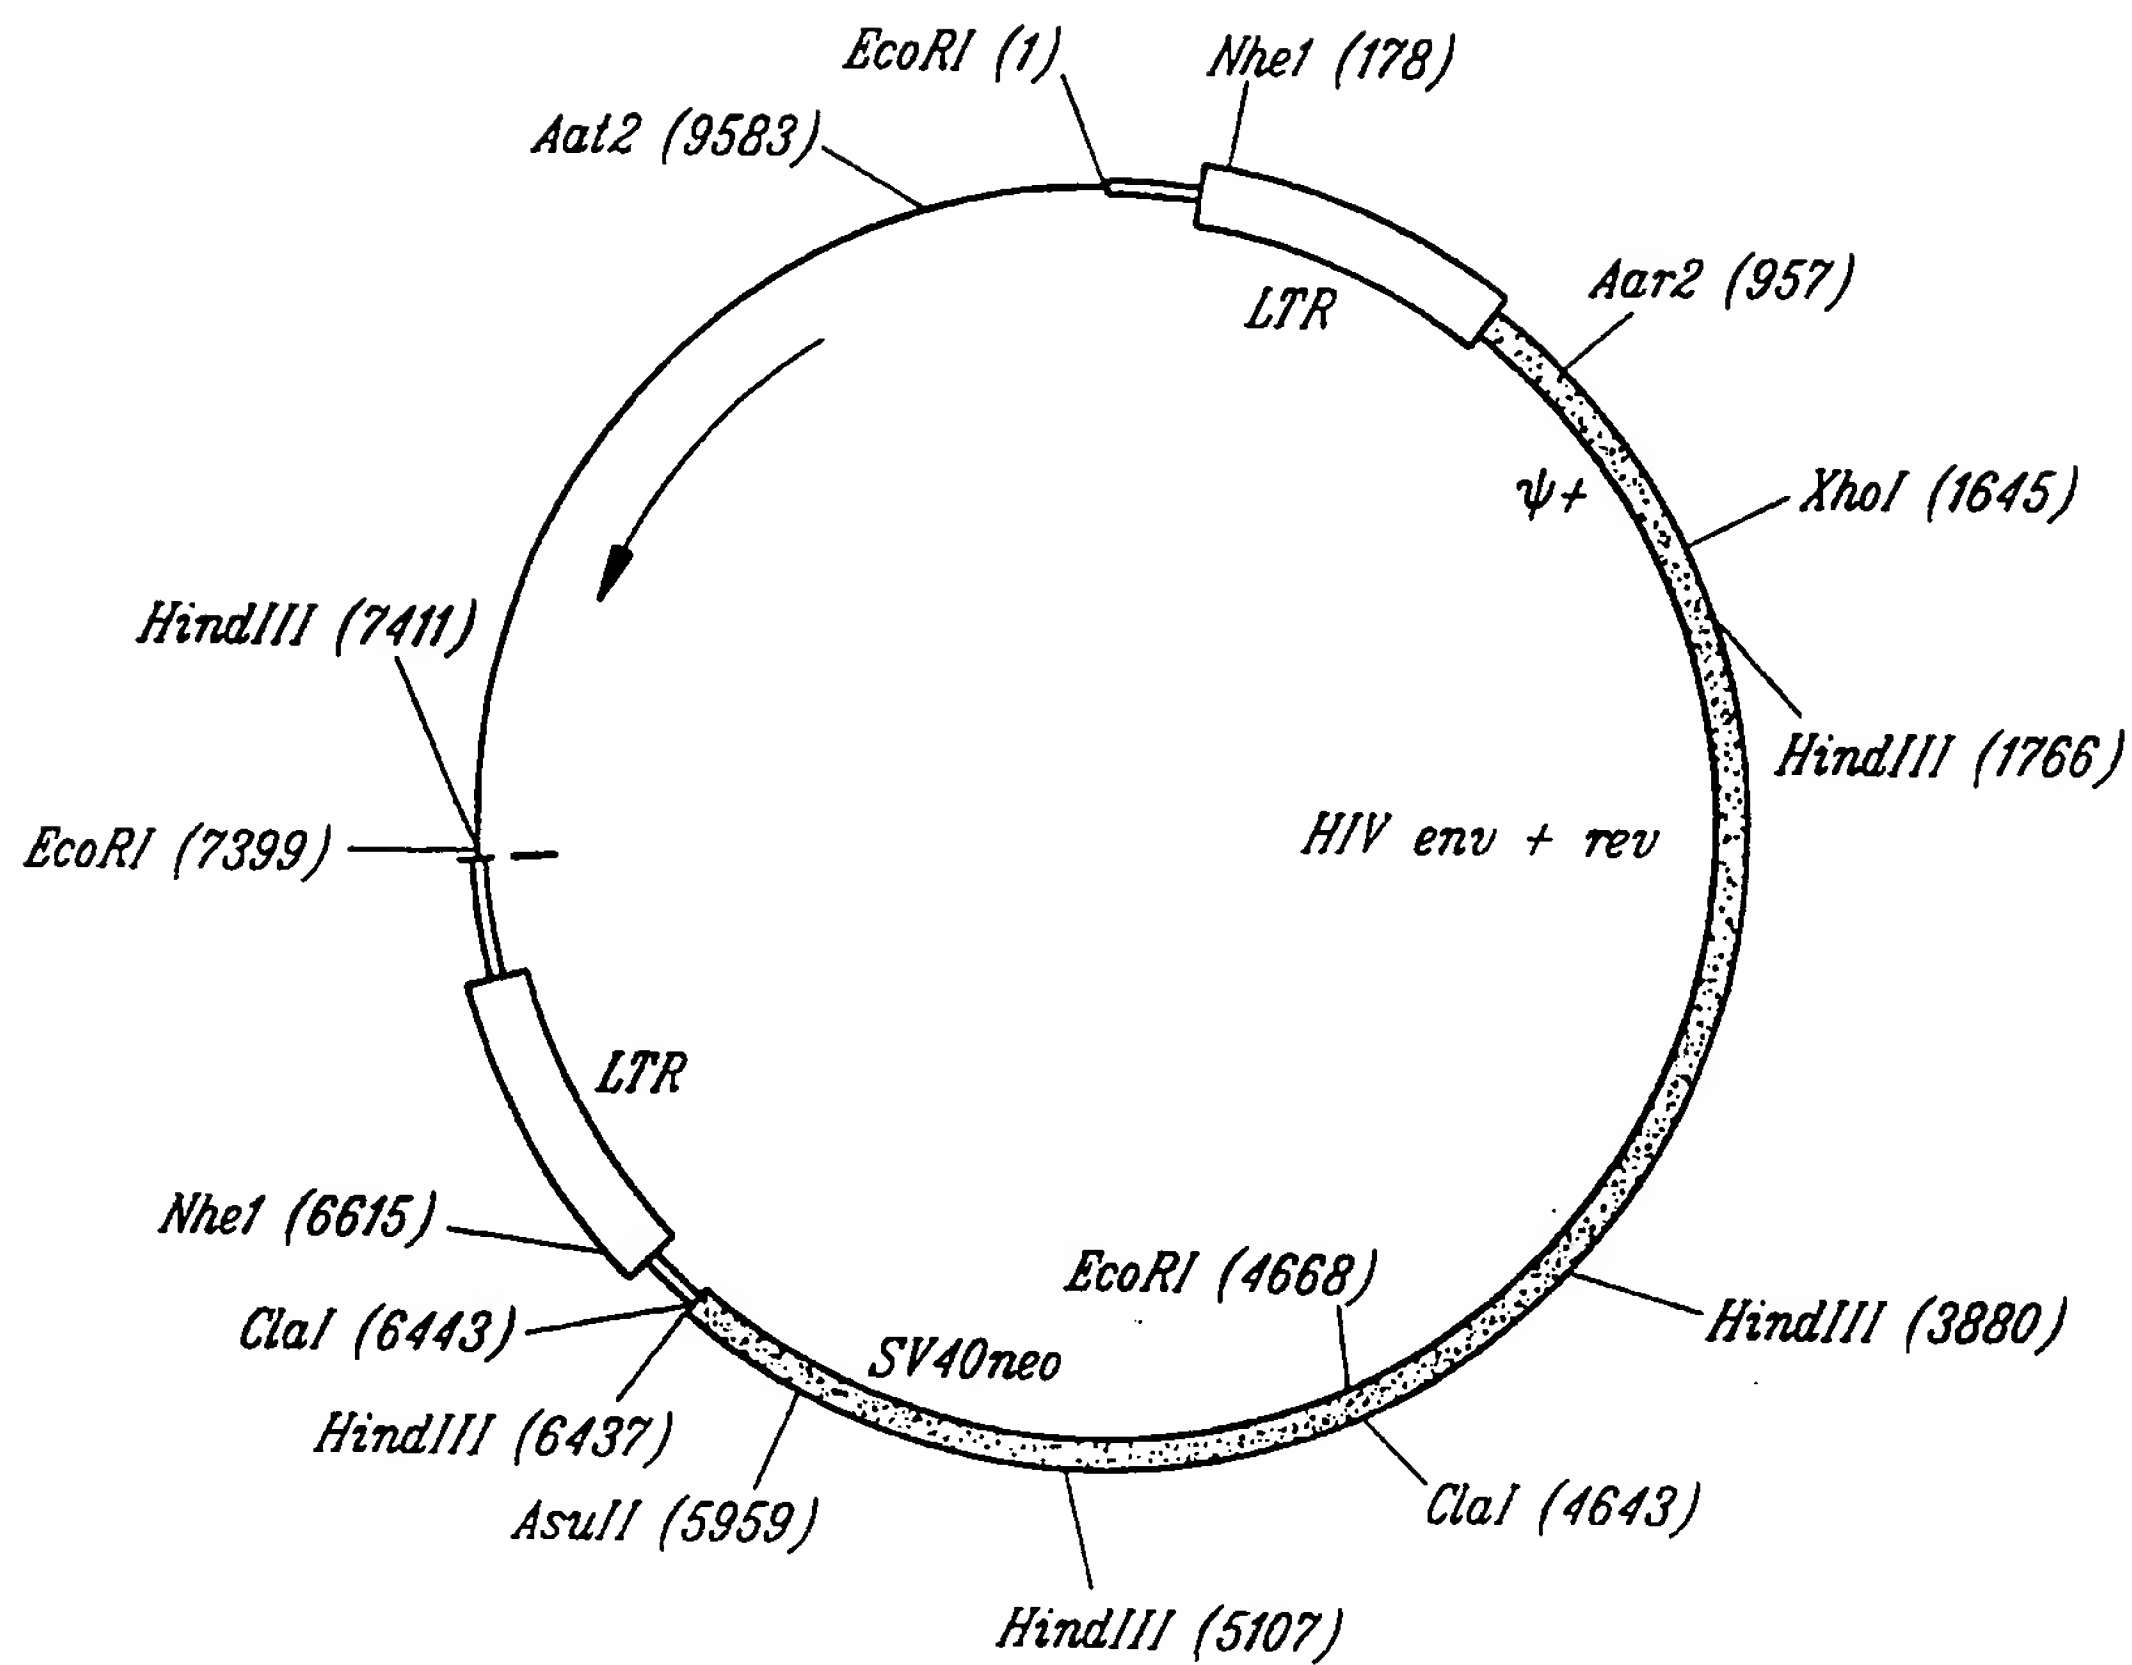 EcoRI (1)
Nhe1 (178)
Aat2 (9583)
Aar2 (957)
LTR
XhoI (1645)
ψ+
HindIII (7411)
HindIII (1766)
EcoRI (7399)
HIV env + rev
LTR
Nhe1 (6615)
EcoRI (4668)
HindIII (3880)
ClaI (6443)
SV40neo
HindIII (6437)
AsuII (5959)
ClaI (4643)
HindIII (5107)